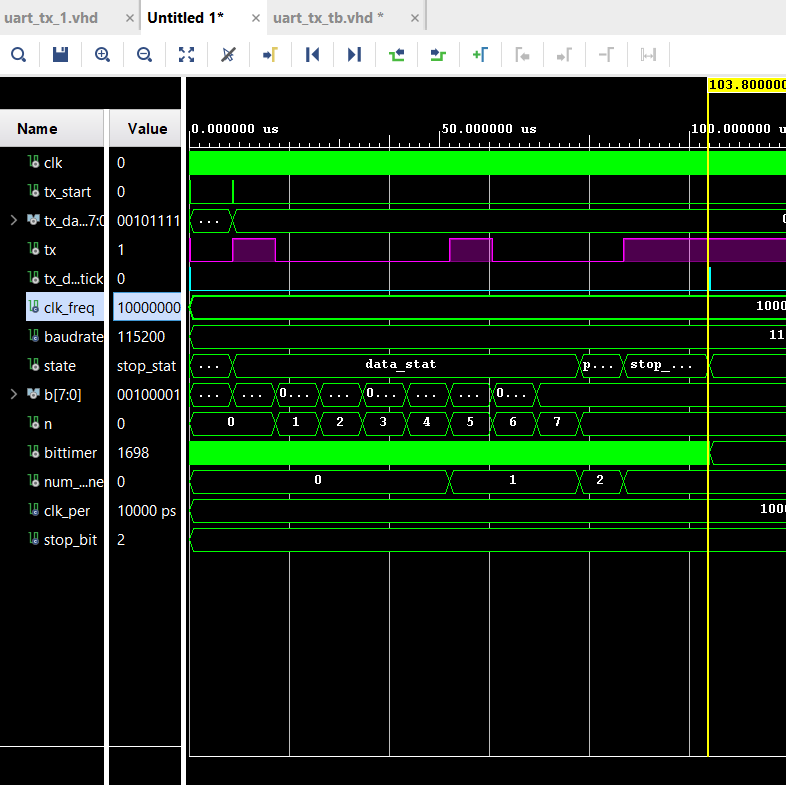 uart_tx_1.vhd × Untitled 1* × uart_tx_tb.vhd * ×
103.800000
Name Value
0.000000 us 50.000000 us 100.000000 u
clk 0
tx_start 0
tx_da...7:0 00101111 ... 0
tx 1
tx_d...tick 0
clk_freq 10000000 1000
baudrate 115200 11
state stop_stat ... data_stat p... stop_...
b[7:0] 00100001 ... ... 0... ... 0... ... ... 0...
n 0 0 1 2 3 4 5 6 7
bittimer 1698
num_...ne 0 0 1 2
clk_per 10000 ps 1000
stop_bit 2